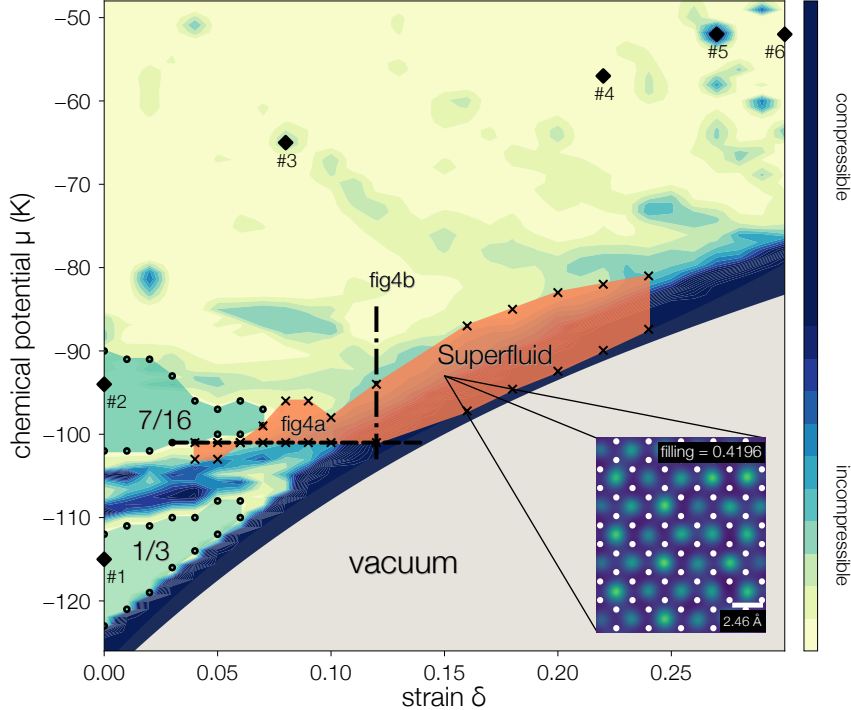 −50
−60
−70
−80
−90
−100
−110
−120
chemical potential μ (K)
0.00
0.05
0.10
0.15
0.20
0.25
strain δ
#1
#2
#3
#4
#5
#6
7/16
1/3
fig4a
fig4b
Superfluid
vacuum
filling = 0.4196
2.46 Å
compressible
incompressible